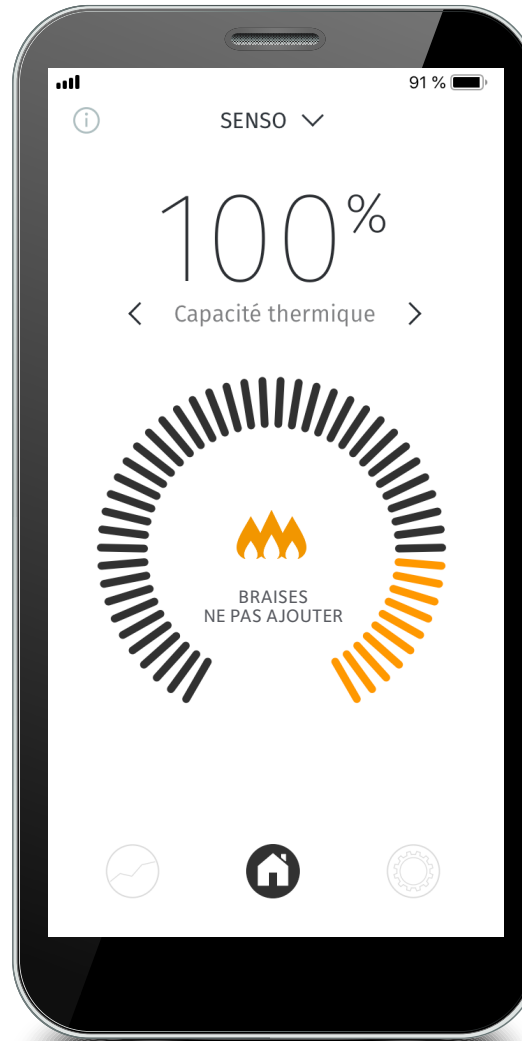 91 %
SENSO
100%
Capacité thermique
BRAISES
NE PAS AJOUTER